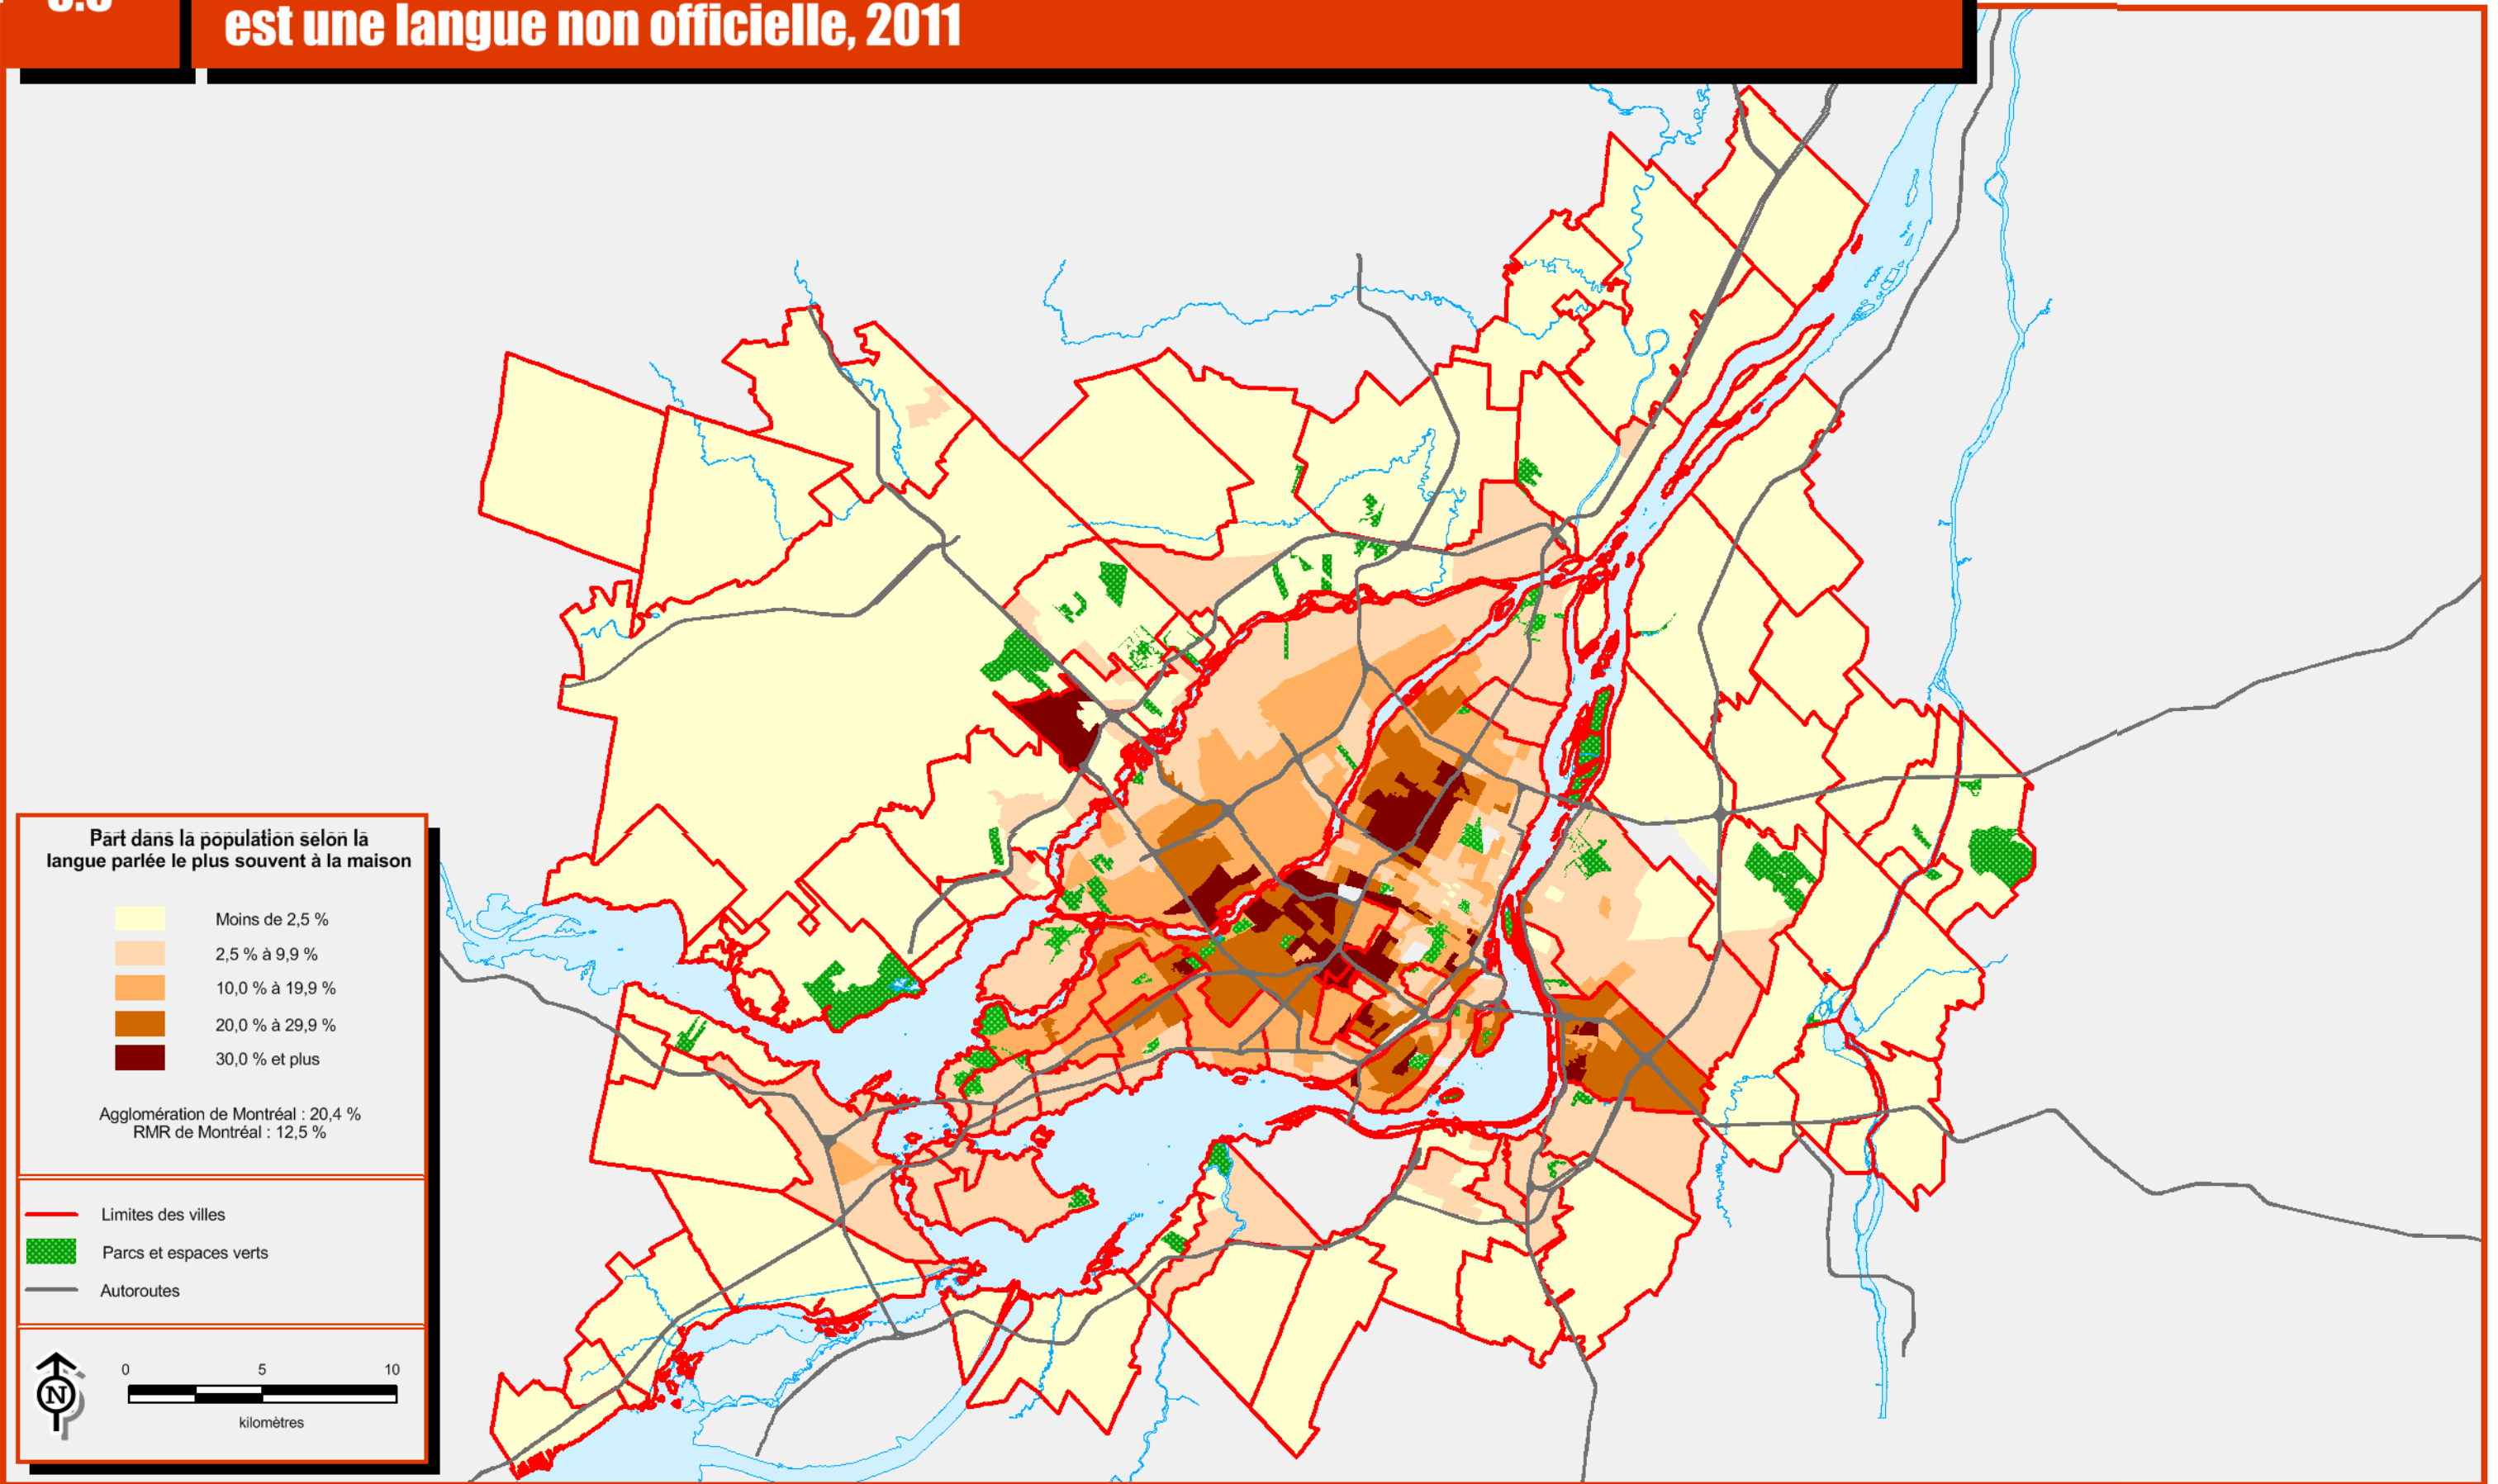 est une langue non officielle, 2011
Part dans la population selon la
langue parlée le plus souvent à la maison
Moins de 2,5 %
2,5 % à 9,9 %
10,0 % à 19,9 %
20,0 % à 29,9 %
30,0 % et plus
Agglomération de Montréal : 20,4 %
RMR de Montréal : 12,5 %
Limites des villes
Parcs et espaces verts
Autoroutes
N
0 5 10
kilomètres